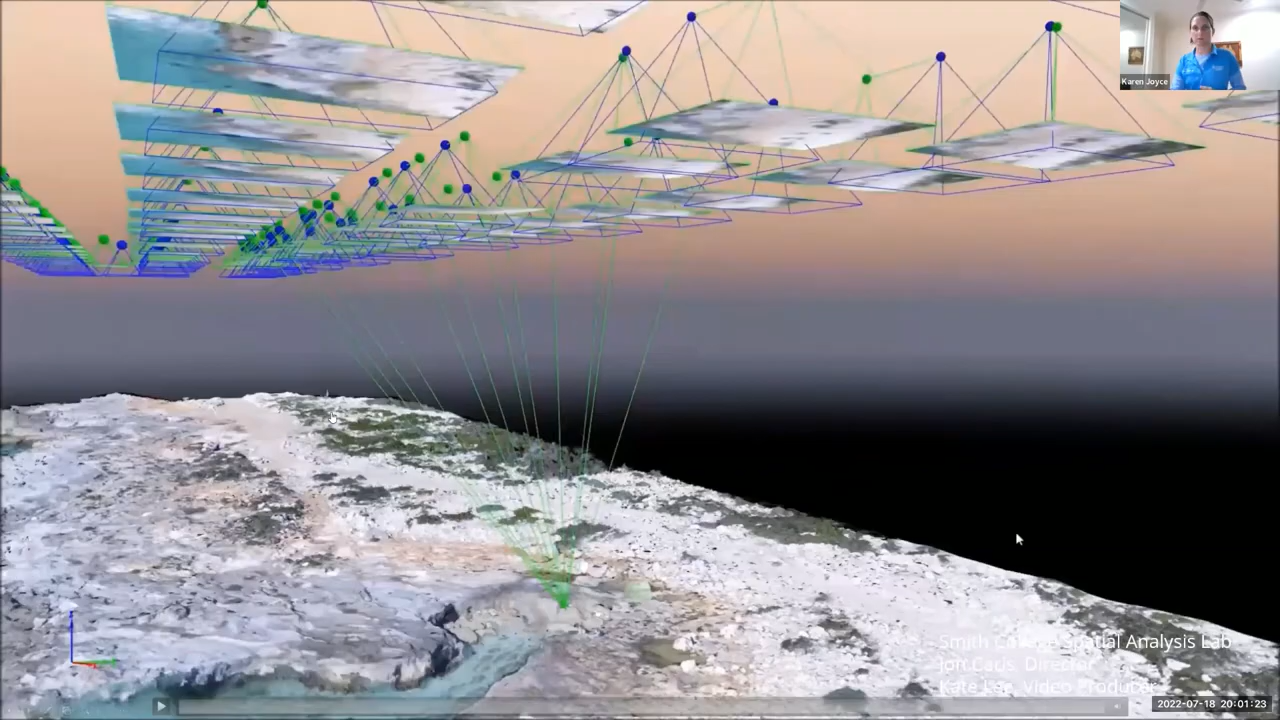 Karen Joyce
Smith College Spatial Analysis Lab
Jon Caris, Director
Kate Lee, Video Producer
2022-07-18 20:01:23